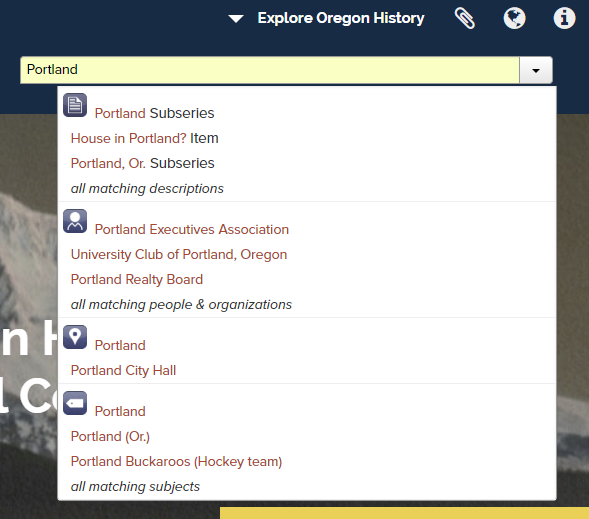 Explore Oregon History
Portland
Portland Subseries
House in Portland? Item
Portland, Or. Subseries
all matching descriptions
Portland Executives Association
University Club of Portland, Oregon
Portland Realty Board
all matching people & organizations
Portland
Portland City Hall
Portland
Portland (Or.)
Portland Buckaroos (Hockey team)
all matching subjects